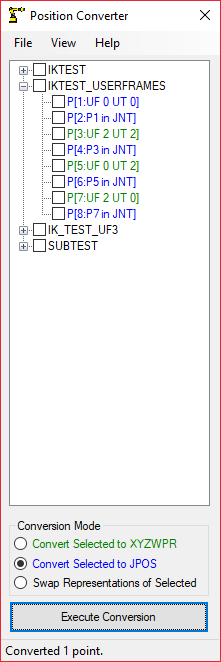 Position Converter
File View Help
IKTEST
IKTEST_USERFRAMES
P[1:UF 0 UT 0]
P[2:P1 in JNT]
P[3:UF 2 UT 2]
P[4:P3 in JNT]
P[5:UF 0 UT 2]
P[6:P5 in JNT]
P[7:UF 2 UT 0]
P[8:P7 in JNT]
IK_TEST_UF3
SUBTEST
Conversion Mode
Convert Selected to XYZWPR
Convert Selected to JPOS
Swap Representations of Selected
Execute Conversion
Converted 1 point.